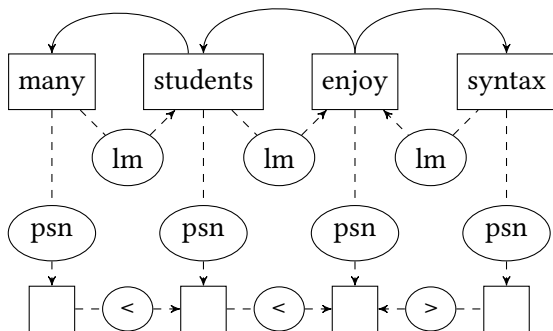 many students enjoy syntax
lm lm lm
psn psn psn psn
< < >